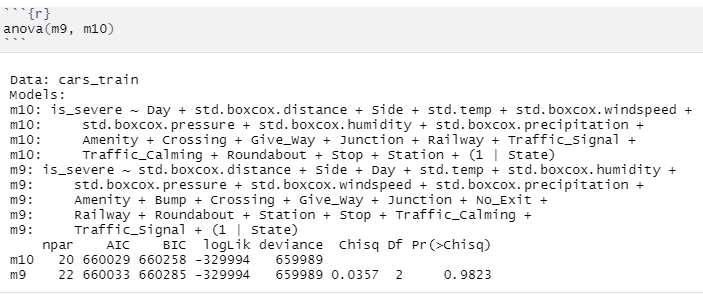 ```{r}
anova(m9, m10)
```
Data: cars_train
Models:
m10: is_severe ~ Day + std.boxcox.distance + Side + std.temp + std.boxcox.windspeed +
m10:     std.boxcox.pressure + std.boxcox.humidity + std.boxcox.precipitation +
m10:     Amenity + Crossing + Give_Way + Junction + Railway + Traffic_Signal +
m10:     Traffic_Calming + Roundabout + Stop + Station + (1 | State)
m9: is_severe ~ std.boxcox.distance + Side + Day + std.temp + std.boxcox.humidity +
m9:     std.boxcox.pressure + std.boxcox.windspeed + std.boxcox.precipitation +
m9:     Amenity + Bump + Crossing + Give_Way + Junction + No_Exit +
m9:     Railway + Roundabout + Station + Stop + Traffic_Calming +
m9:     Traffic_Signal + (1 | State)
    npar    AIC    BIC  logLik deviance  Chisq Df Pr(>Chisq)
m10   20 660029 660258 -329994   659989
m9    22 660033 660285 -329994   659989 0.0357  2     0.9823